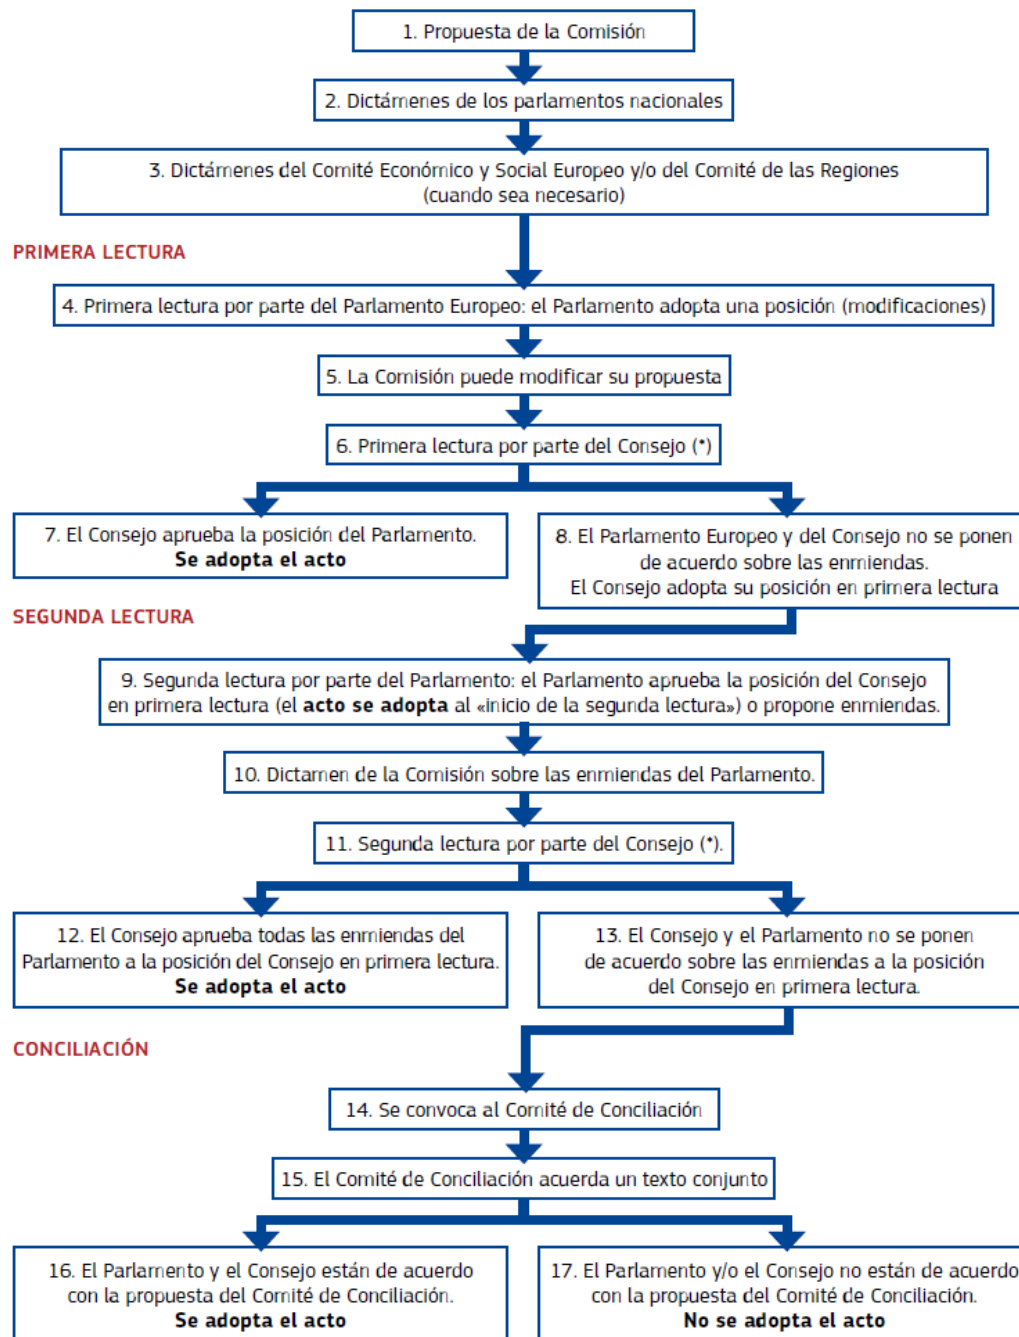 1. Propuesta de la Comisión
2. Dictámenes de los parlamentos nacionales
3. Dictámenes del Comité Económico y Social Europeo y/o del Comité de las Regiones
(cuando sea necesario)
PRIMERA LECTURA
4. Primera lectura por parte del Parlamento Europeo: el Parlamento adopta una posición (modificaciones)
5. La Comisión puede modificar su propuesta
6. Primera lectura por parte del Consejo (*)
7. El Consejo aprueba la posición del Parlamento.
Se adopta el acto
8. El Parlamento Europeo y del Consejo no se ponen
de acuerdo sobre las enmiendas.
El Consejo adopta su posición en primera lectura
SEGUNDA LECTURA
9. Segunda lectura por parte del Parlamento: el Parlamento aprueba la posición del Consejo
en primera lectura (el acto se adopta al «inicio de la segunda lectura») o propone enmiendas.
10. Dictamen de la Comisión sobre las enmiendas del Parlamento.
11. Segunda lectura por parte del Consejo (*).
12. El Consejo aprueba todas las enmiendas del
Parlamento a la posición del Consejo en primera lectura.
Se adopta el acto
13. El Consejo y el Parlamento no se ponen
de acuerdo sobre las enmiendas a la posición
del Consejo en primera lectura.
CONCILIACIÓN
14. Se convoca al Comité de Conciliación
15. El Comité de Conciliación acuerda un texto conjunto
16. El Parlamento y el Consejo están de acuerdo
con la propuesta del Comité de Conciliación.
Se adopta el acto
17. El Parlamento y/o el Consejo no están de acuerdo
con la propuesta del Comité de Conciliación.
No se adopta el acto